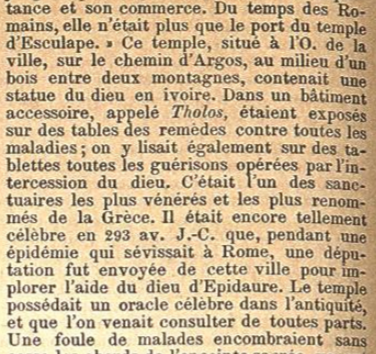 tance et son commerce. Du temps des Ro-
mains, elle n'était plus que le port du temple
d'Esculape. » Ce temple, situé à l'O. de la
ville, sur le chemin d'Argos, au milieu d'un
bois entre deux montagnes, contenait une
statue du dieu en ivoire. Dans un bâtiment
accessoire, appelé Tholos, étaient exposés
sur des tables des remèdes contre toutes les
maladies; on y lisait également sur des ta-
blettes toutes les guérisons opérées par l'in-
tercession du dieu. C'était l'un des sanc-
tuaires les plus vénérés et les plus renom-
més de la Grèce. Il était encore tellement
célèbre en 293 av. J.-C. que, pendant une
épidémie qui sévissait à Rome, une dépu-
tation fut envoyée de cette ville pour im-
plorer l'aide du dieu d'Epidaure. Le temple
possédait un oracle célèbre dans l'antiquité,
et que l'on venait consulter de toutes parts.
Une foule de malades encombraient sans